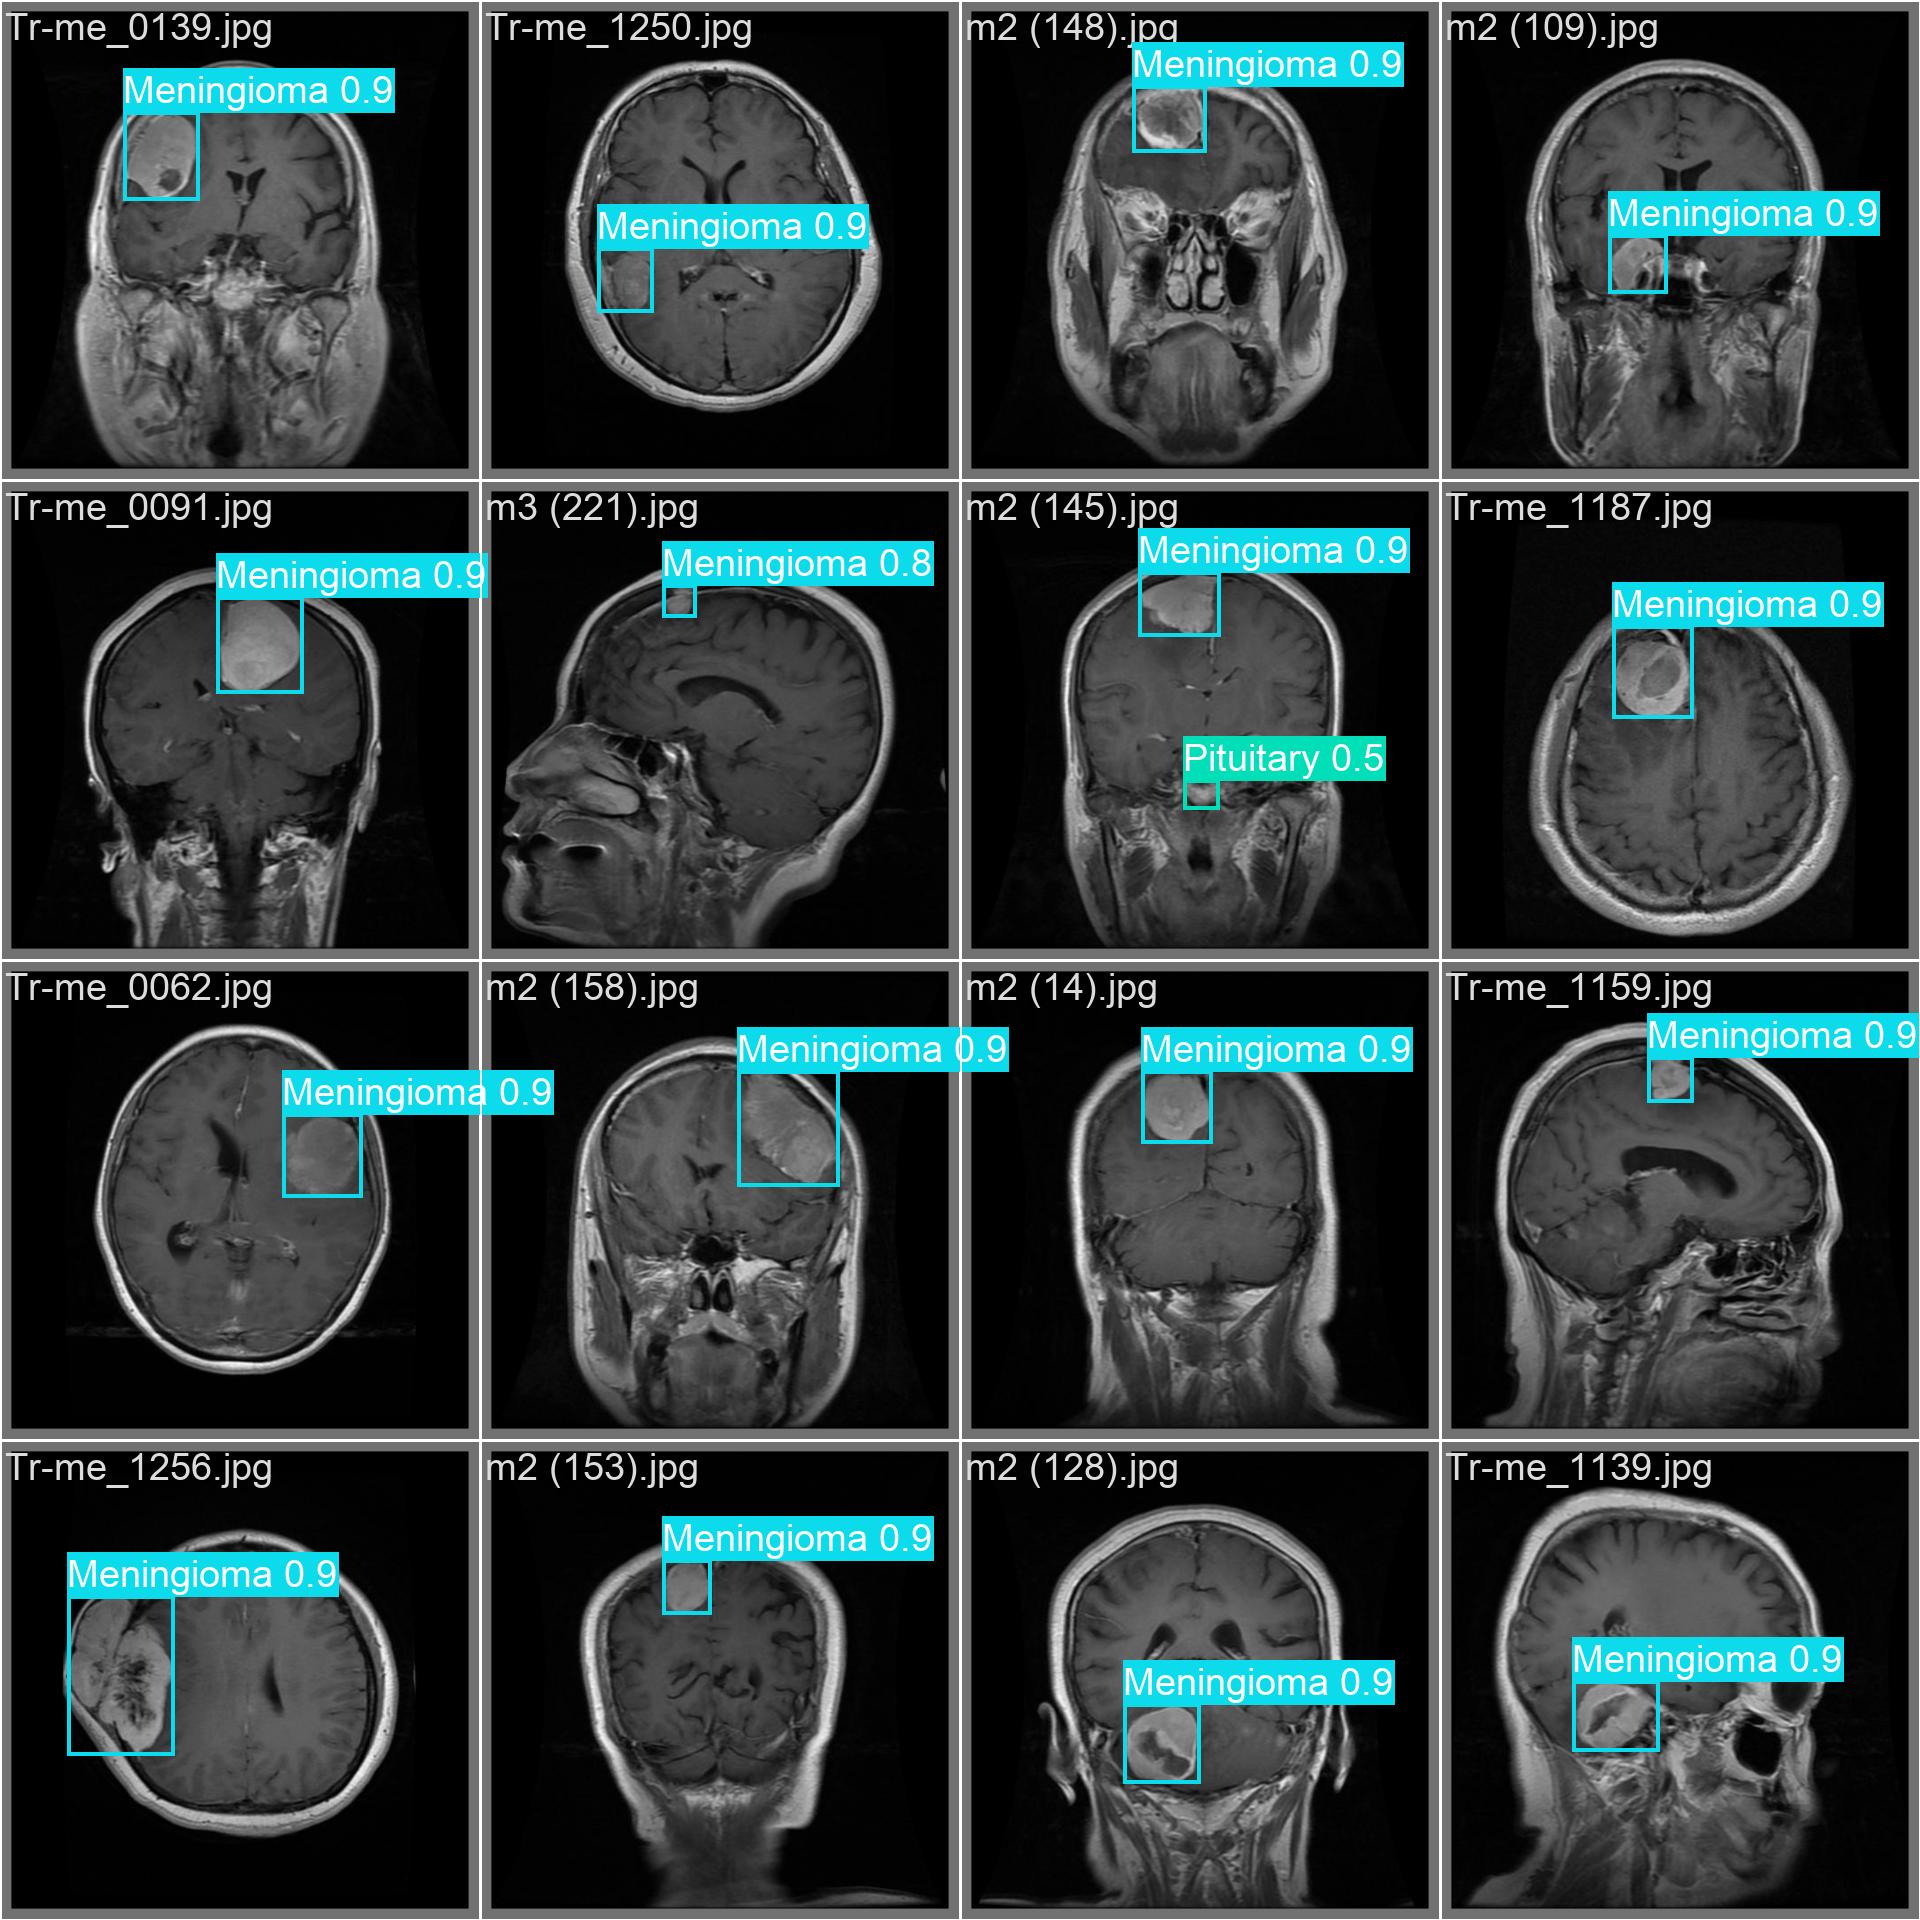 Tr-me_0139.jpg
Meningioma 0.9
Tr-me_1250.jpg
Meningioma 0.9
m2 (148).jpg
Meningioma 0.9
m2 (109).jpg
Meningioma 0.9
Tr-me_0091.jpg
Meningioma 0.9
m3 (221).jpg
Meningioma 0.8
m2 (145).jpg
Meningioma 0.9
Pituitary 0.5
Tr-me_1187.jpg
Meningioma 0.9
Tr-me_0062.jpg
Meningioma 0.9
m2 (158).jpg
Meningioma 0.9
m2 (14).jpg
Meningioma 0.9
Tr-me_1159.jpg
Meningioma 0.9
Tr-me_1256.jpg
Meningioma 0.9
m2 (153).jpg
Meningioma 0.9
m2 (128).jpg
Meningioma 0.9
Tr-me_1139.jpg
Meningioma 0.9